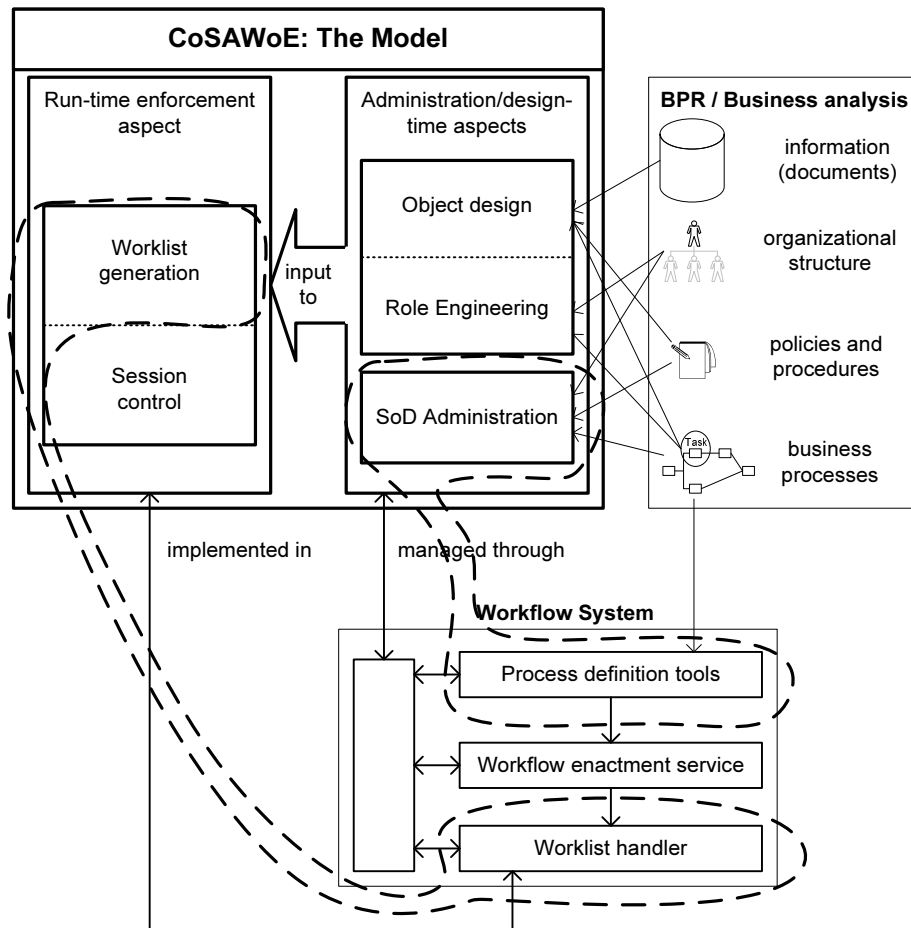 CoSAWoE: The Model
Run-time enforcement
aspect
Administration/design-
time aspects
BPR / Business analysis
information
(documents)
Object design
Worklist
generation
input
to
organizational
structure
Role Engineering
policies and
procedures
Session
control
SoD Administration
Task
business
processes
implemented in
managed through
Workflow System
Process definition tools
Workflow enactment service
Worklist handler